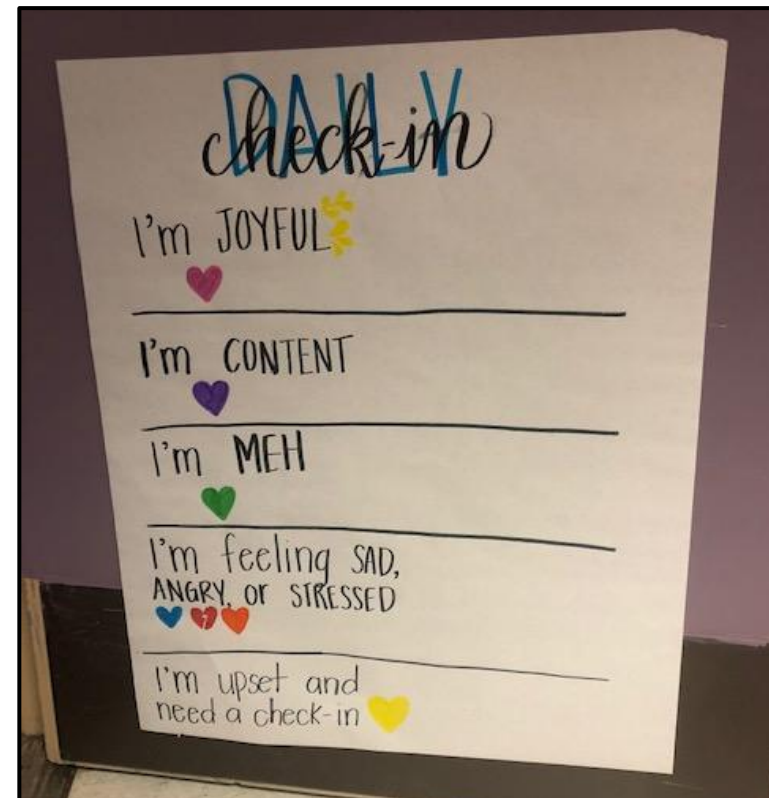 DAILY
check-in
I'm JOYFUL
I'm CONTENT
I'm MEH
I'm feeling SAD,
ANGRY, or STRESSED
I'm upset and
need a check-in